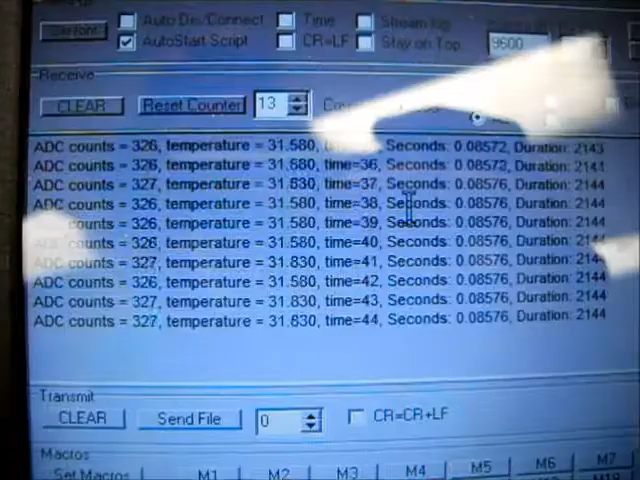 Auto Dis/Connect Time Stream log
AutoStart Script CR=LF Stay on Top 9600
Receive
CLEAR Reset Counter 13
ADC counts = 326, temperature = 31.580, Seconds: 0.08572, Duration: 2143
ADC counts = 326, temperature = 31.580, time=36, Seconds: 0.08572, Duration: 2143
ADC counts = 327, temperature = 31.830, time=37, Seconds: 0.08576, Duration: 2144
ADC counts = 326, temperature = 31.580, time=38, Seconds: 0.08576, Duration: 2144
counts = 326, temperature = 31.580, time=39, Seconds: 0.08576, Duration: 2144
counts = 326, temperature = 31.580, time=40, Seconds: 0.08576, Duration: 2144
counts = 327, temperature = 31.830, time=41, Seconds: 0.08576, Duration: 2144
ADC counts = 326, temperature = 31.580, time=42, Seconds: 0.08576, Duration: 2144
ADC counts = 327, temperature = 31.830, time=43, Seconds: 0.08576, Duration: 2144
ADC counts = 327, temperature = 31.830, time=44, Seconds: 0.08576, Duration: 2144
Transmit
CLEAR Send File 0 CR=CR+LF
Macros
Set Macros M1 M2 M3 M4 M5 M6 M7